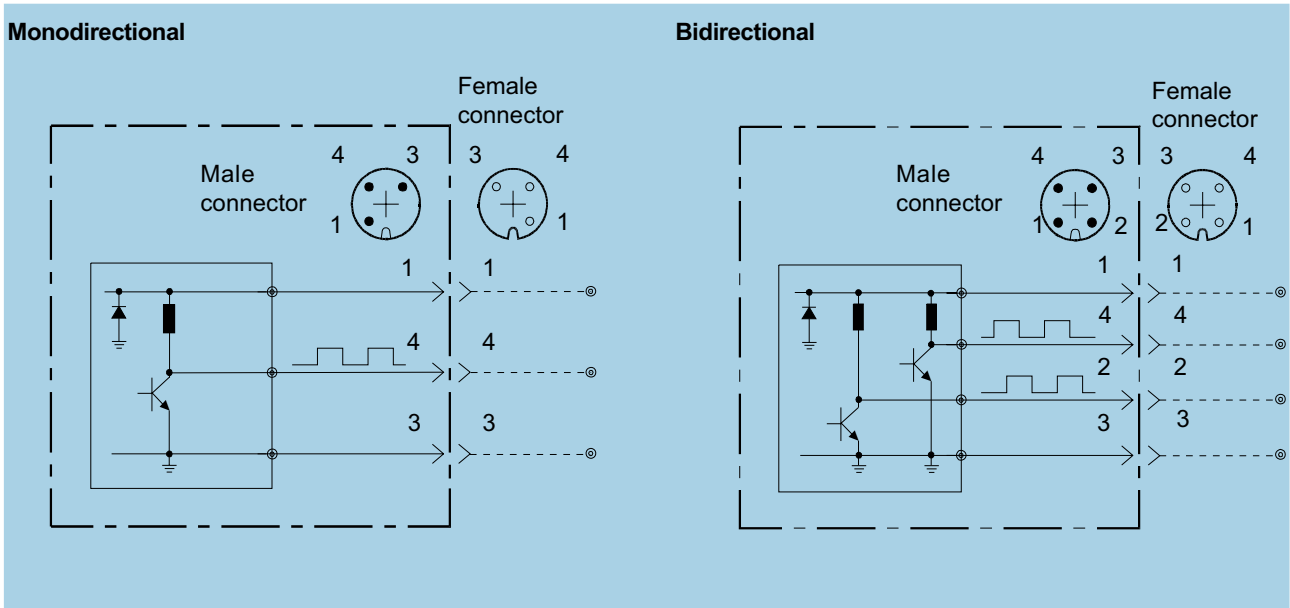 Monodirectional
Female
connector
Male
connector
4 3
1
3 4
1
1 1
4 4
3 3
Bidirectional
Female
connector
Male
connector
4 3
1 2
3 4
2 1
1 1
4 4
2 2
3 3